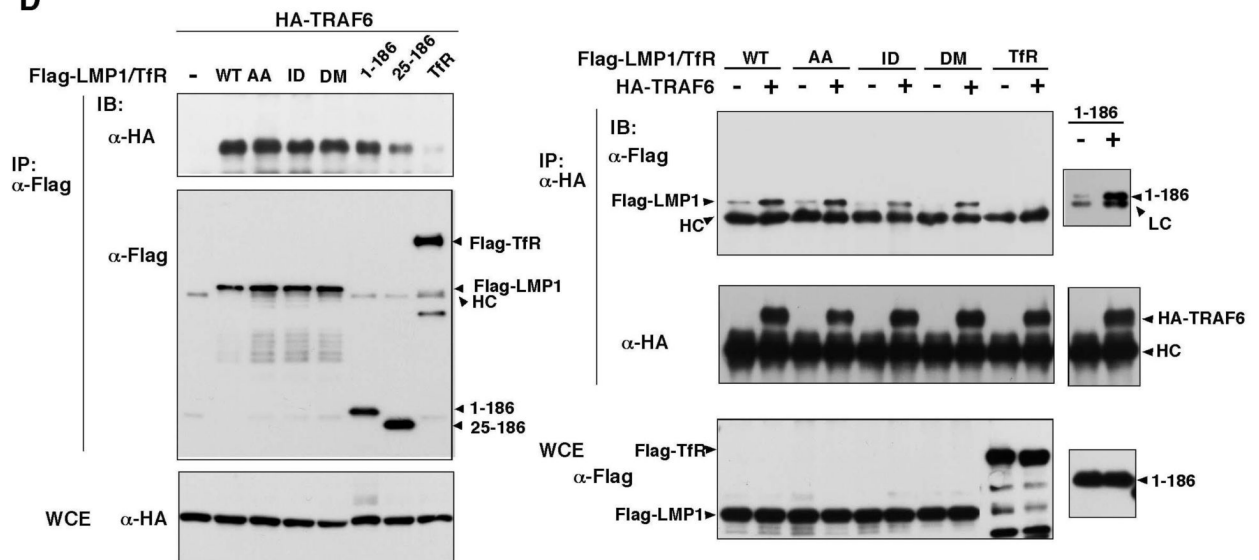 D
HA-TRAF6
Flag-LMP1/TfR - WT AA ID DM 1-186 25-186 TfR
IB:
α-HA
IP:
α-Flag
α-Flag
Flag-TfR
Flag-LMP1
HC
1-186
25-186
WCE α-HA
Flag-LMP1/TfR WT AA ID DM TfR
HA-TRAF6 - + - + - + - + - +
1-186
- +
IB:
α-Flag
IP:
α-HA
Flag-LMP1
HC
1-186
LC
α-HA
HA-TRAF6
HC
WCE
α-Flag
Flag-TfR
Flag-LMP1
1-186